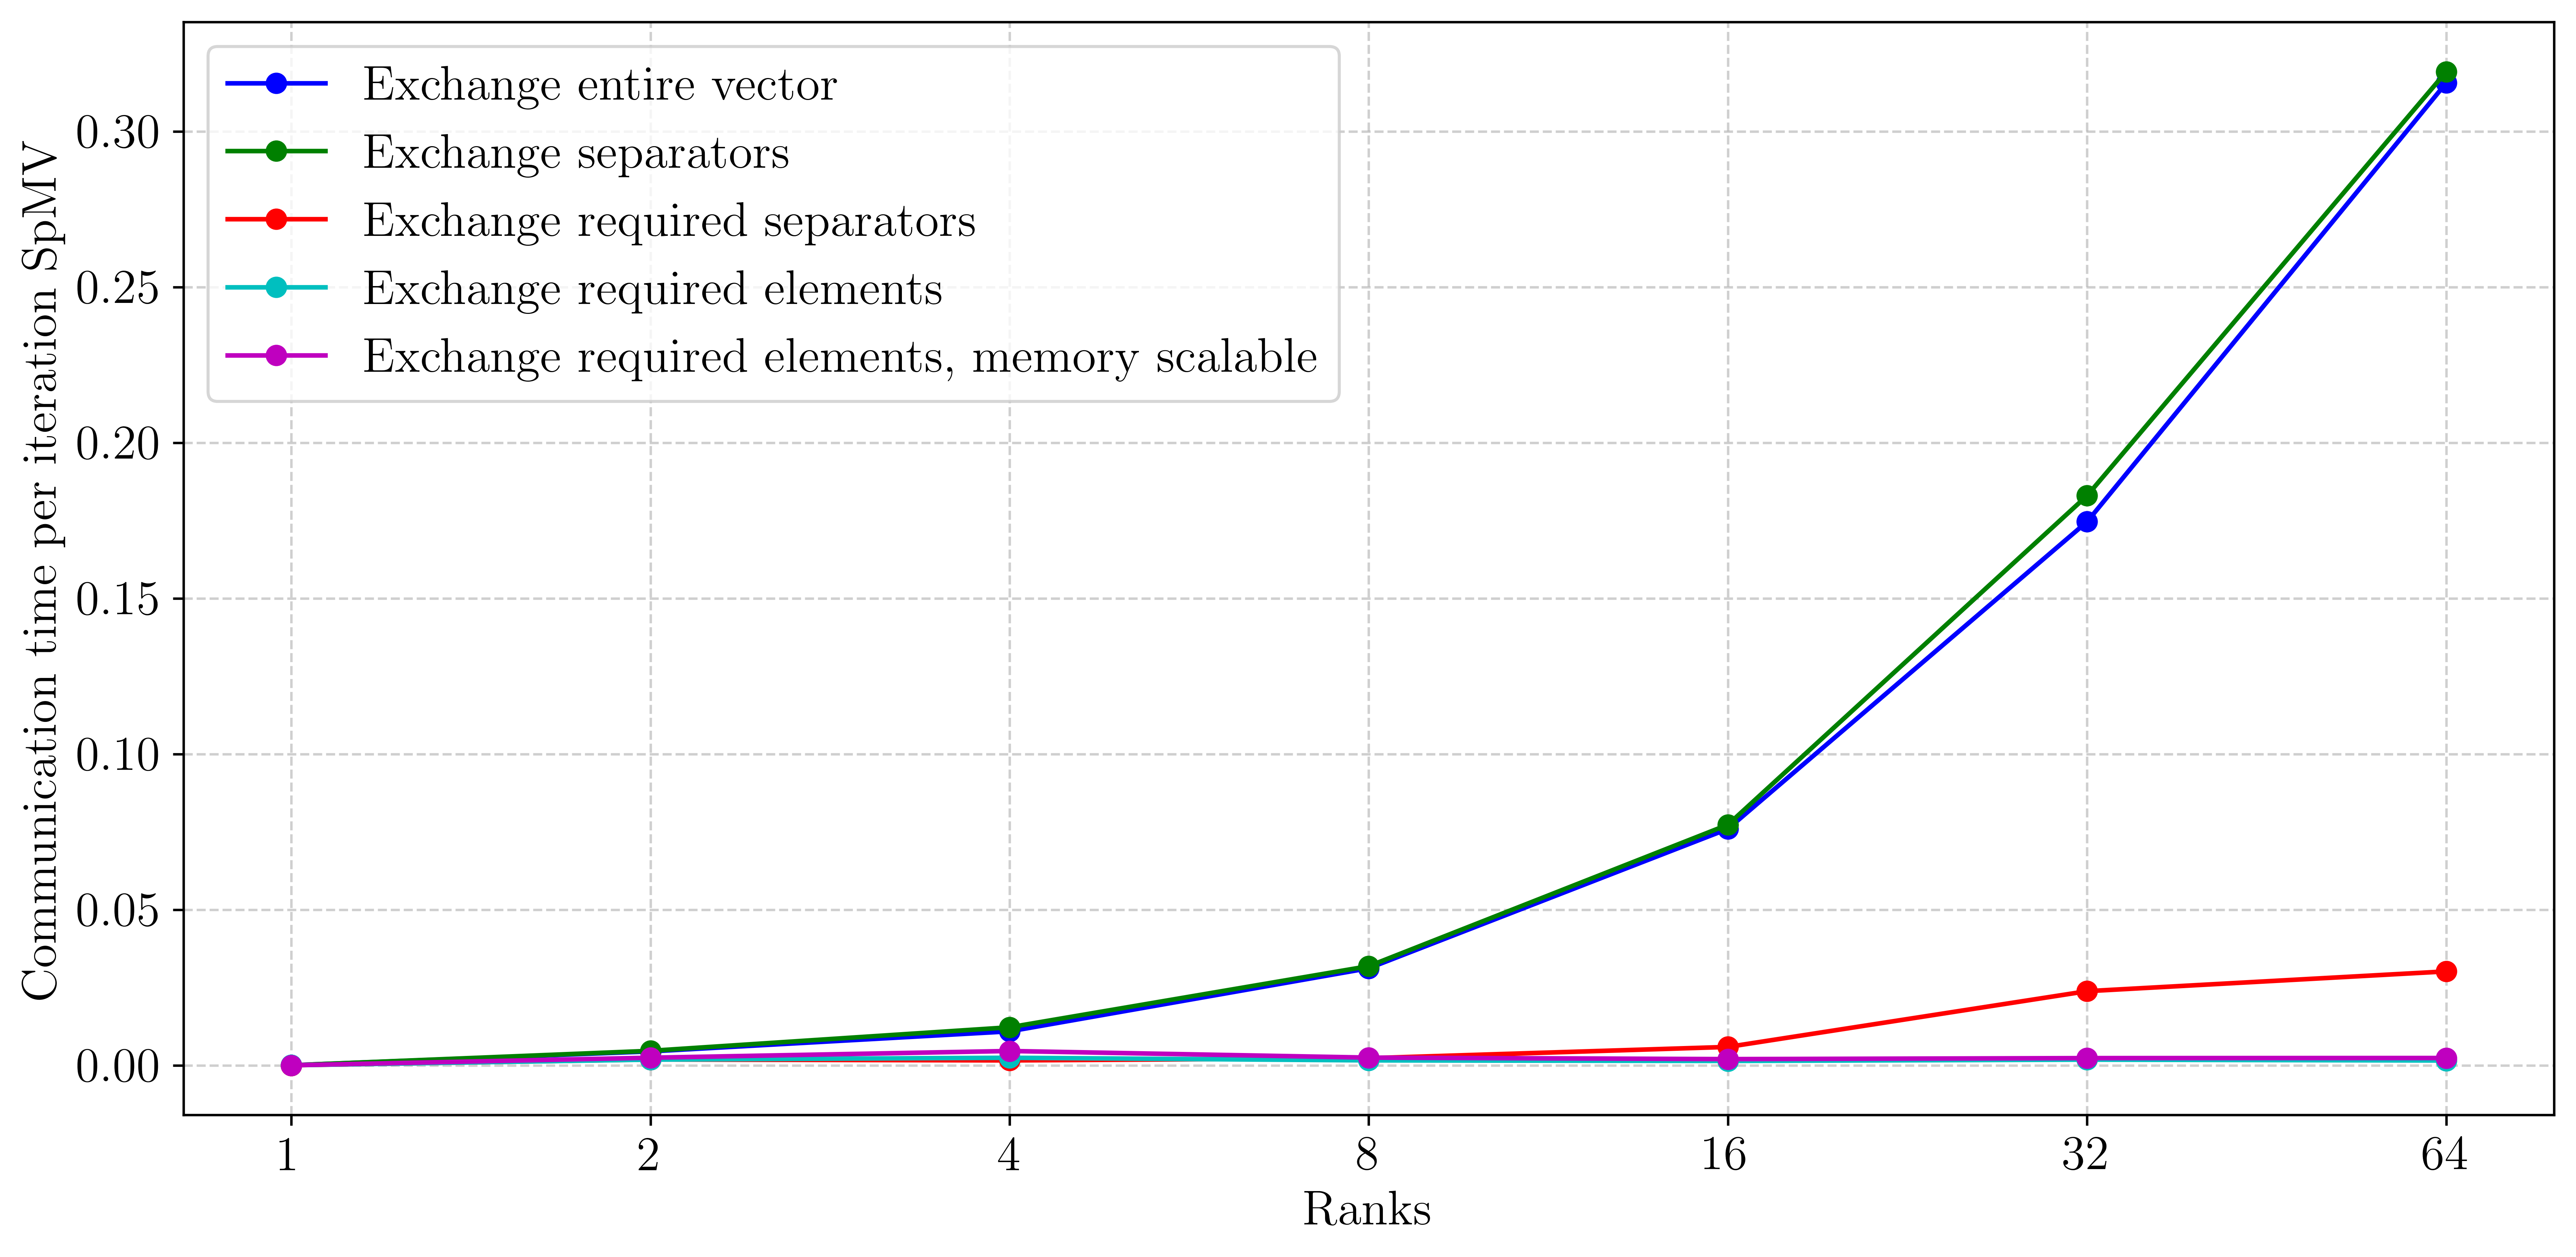 Exchange entire vector
Exchange separators
Exchange required separators
Exchange required elements
Exchange required elements, memory scalable
Communication time per iteration SpMV
0.30
0.25
0.20
0.15
0.10
0.05
0.00
1 2 4 8 16 32 64
Ranks